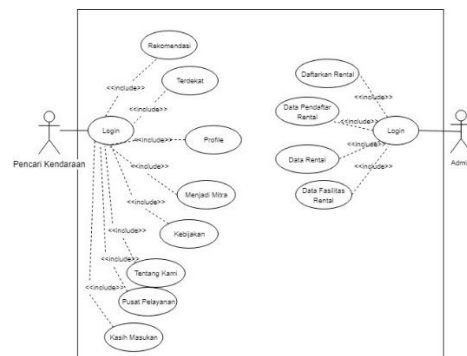 Rekomendasi
<<include>>
Terdekat
<<include>>
Login
Pencari Kendaraan
<<include>>
Profile
<<include>>
Menjadi Mitra
<<include>>
Kebijakan
<<include>>
Tentang Kami
<<include>>
Pusat Pelayanan
<<include>>
Kasih Masukan
Daftarkan Rental
<<include>>
Data Pendaftar
Rental
<<include>>
Login
Admi
Data Rental
<<include>>
Data Fasilitas
Rental
<<include>>